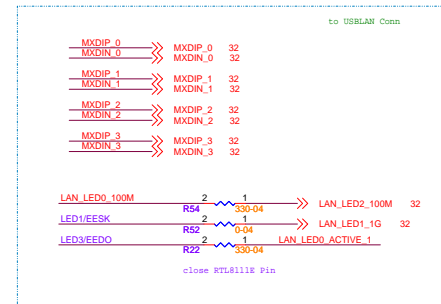 to USBLAN Conn
MXDIP_0 MXDIP_0 32
MXDIN_0 MXDIN_0 32
MXDIP_1 MXDIP_1 32
MXDIN_1 MXDIN_1 32
MXDIP_2 MXDIP_2 32
MXDIN_2 MXDIN_2 32
MXDIP_3 MXDIP_3 32
MXDIN_3 MXDIN_3 32
LAN_LED0_100M 2 1 LAN_LED2_100M 32
R54 330-04
LED1/EESK 2 1 LAN_LED1_1G 32
R52 0-04
LED3/EEDO 2 1 LAN_LED0_ACTIVE_1
R22 330-04
close RTL8111E Pin